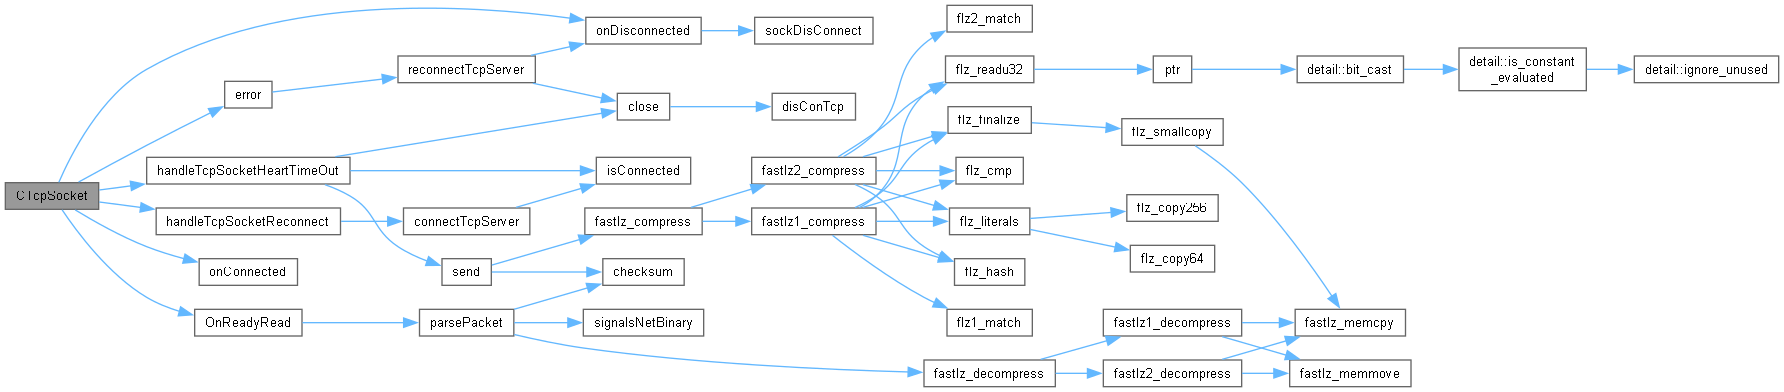 CTcpSocket
error
handleTcpSocketHeartTimeOut
handleTcpSocketReconnect
onConnected
OnReadyRead
reconnectTcpServer
connectTcpServer
send
parsePacket
onDisconnected
close
isConnected
fastlz_compress
checksum
signalsNetBinary
sockDisConnect
disConTcp
fastlz2_compress
fastlz1_compress
fastlz_decompress
flz2_match
flz_readu32
flz_finalize
flz_cmp
flz_literals
flz_hash
flz1_match
ptr
flz_smallcopy
flz_copy256
flz_copy64
fastlz1_decompress
fastlz2_decompress
detail::bit_cast
fastlz_memcpy
fastlz_memmove
detail::is_constant
_evaluated
detail::ignore_unused